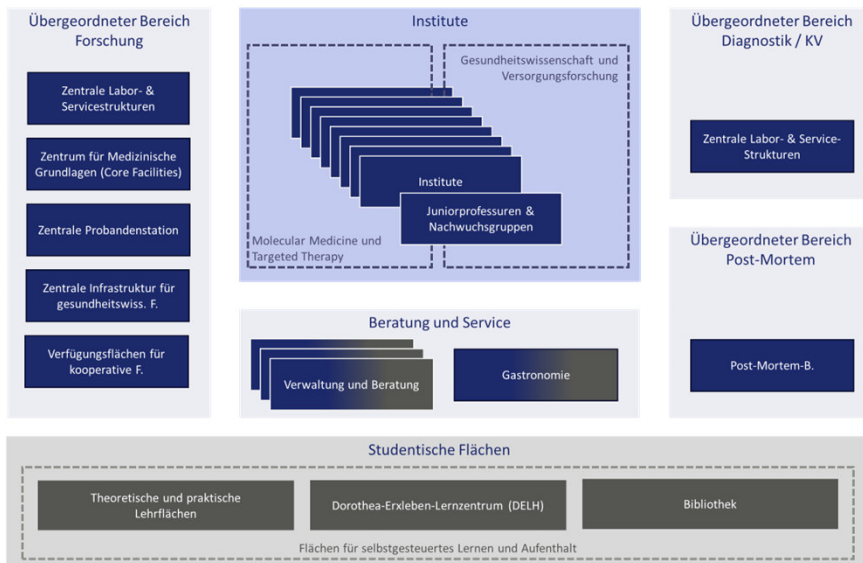 Übergeordneter Bereich
Forschung
Zentrale Labor- &
Servicestrukturen
Zentrum für Medizinische
Grundlagen (Core Facilities)
Zentrale Probandenstation
Zentrale Infrastruktur für
gesundheitswiss. F.
Verfügungsflächen für
kooperative F.
Institute
Gesundheitswissenschaft und
Versorgungsforschung
Institute
Juniorprofessuren &
Nachwuchsgruppen
Molecular Medicine und
Targeted Therapy
Beratung und Service
Verwaltung und Beratung
Gastronomie
Übergeordneter Bereich
Diagnostik / KV
Zentrale Labor- & Service-
Strukturen
Übergeordneter Bereich
Post-Mortem
Post-Mortem-B.
Studentische Flächen
Theoretische und praktische
Lehrflächen
Dorothea-Erxleben-Lernzentrum (DELH)
Bibliothek
Flächen für selbstgesteuertes Lernen und Aufenthalt